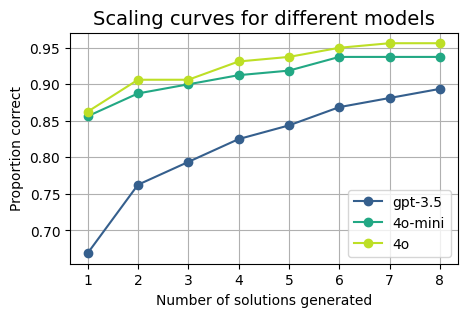 Scaling curves for different models
Proportion correct
0.95
0.90
0.85
0.80
0.75
0.70
gpt-3.5
4o-mini
4o
1 2 3 4 5 6 7 8
Number of solutions generated